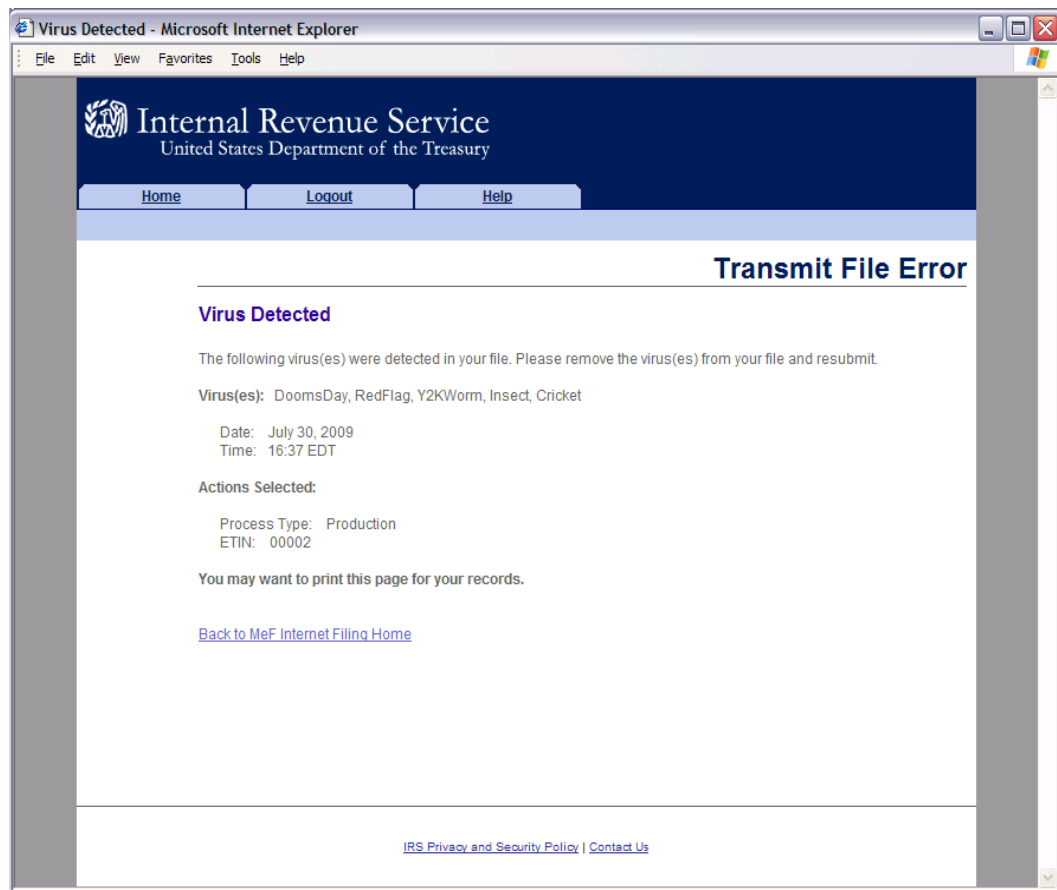 Virus Detected - Microsoft Internet Explorer
File Edit View Favorites Tools Help
Internal Revenue Service
United States Department of the Treasury
Home Logout Help
Transmit File Error
Virus Detected
The following virus(es) were detected in your file. Please remove the virus(es) from your file and resubmit.
Virus(es): DoomsDay, RedFlag, Y2KWorm, Insect, Cricket
Date: July 30, 2009
Time: 16:37 EDT
Actions Selected:
Process Type: Production
ETIN: 00002
You may want to print this page for your records.
Back to MeF Internet Filing Home
IRS Privacy and Security Policy | Contact Us